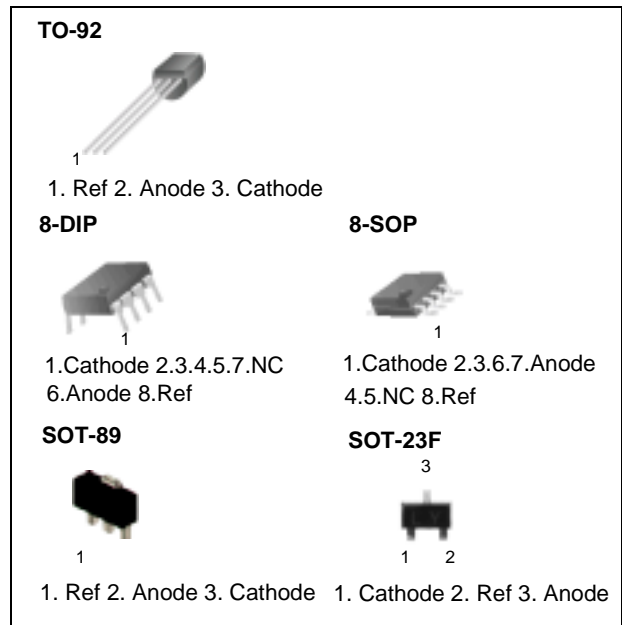 TO-92
1
1. Ref 2. Anode 3. Cathode
8-DIP
1
1.Cathode 2.3.4.5.7.NC
6.Anode 8.Ref
8-SOP
1
1.Cathode 2.3.6.7.Anode
4.5.NC 8.Ref
SOT-89
1
1. Ref 2. Anode 3. Cathode
SOT-23F
3
1 2
1. Cathode 2. Ref 3. Anode